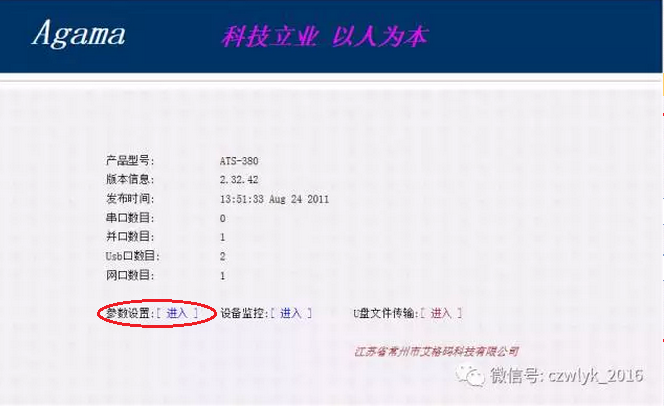 Agama 科技立业 以人为本
产品型号: ATS-380
版本信息: 2.32.42
发布时间: 13:51:33 Aug 24 2011
串口数目: 0
并口数目: 1
Usb口数目: 2
网口数目: 1
参数设置:[ 进入 ] 设备监控:[ 进入 ] U盘文件传输:[ 进入 ]
江苏省常州市艾格码科技有限公司
微信号: czwlyk_2016